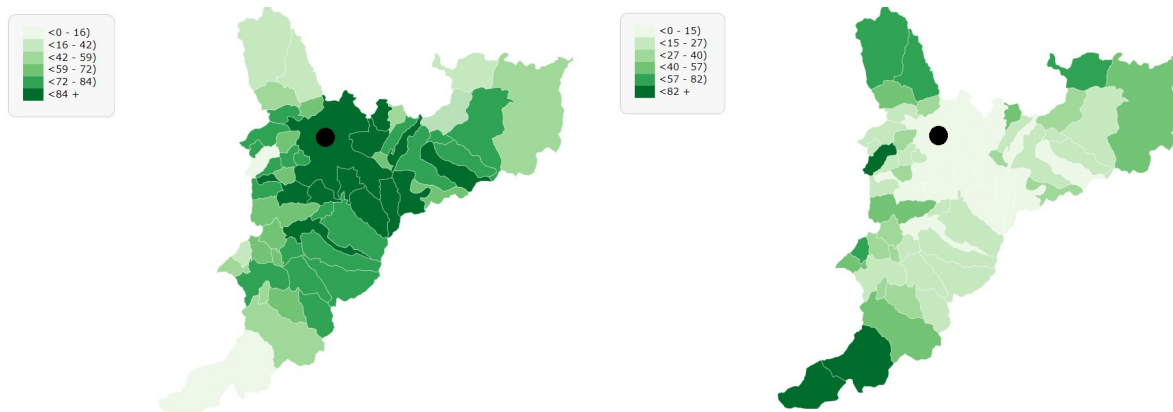 <0 - 16)
<16 - 42)
<42 - 59)
<59 - 72)
<72 - 84)
<84 +
<0 - 15)
<15 - 27)
<27 - 40)
<40 - 57)
<57 - 82)
<82 +